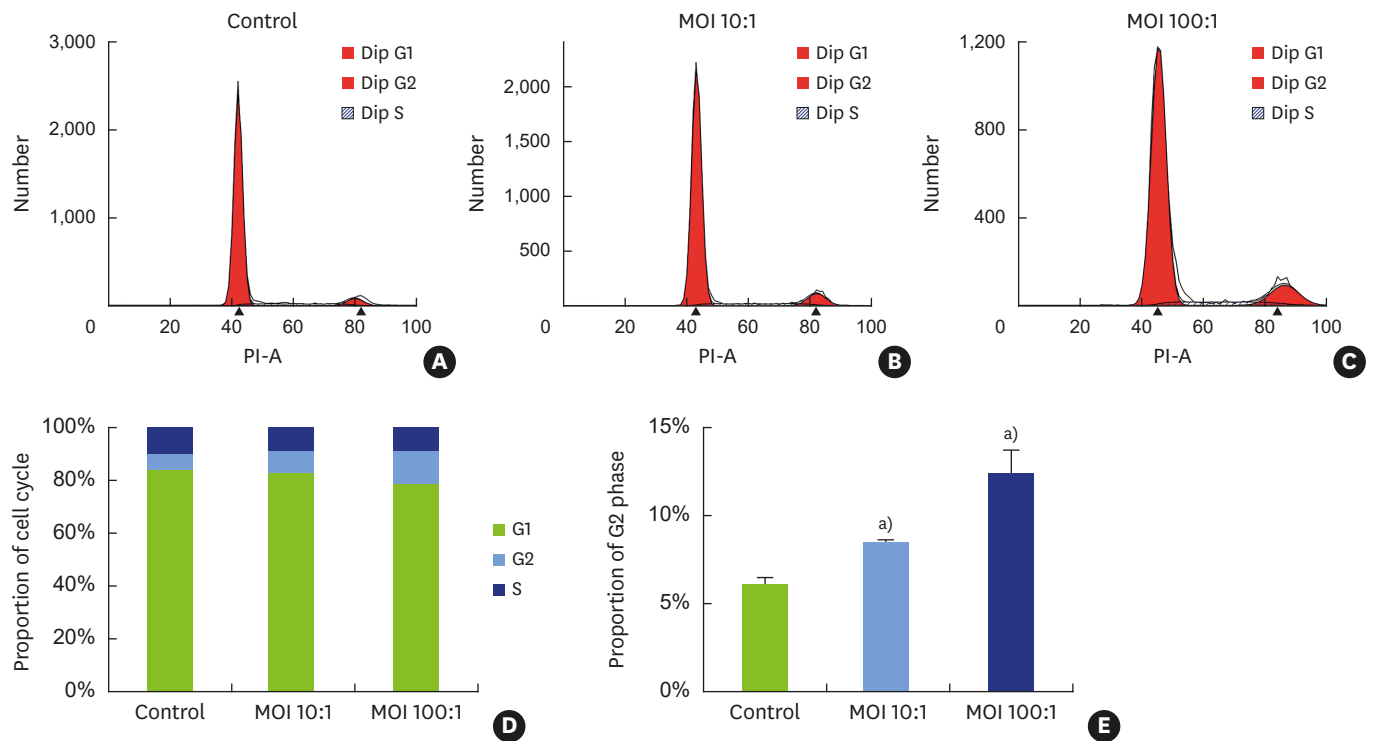 Control
3,000
2,000
1,000
Number
Dip G1
Dip G2
Dip S
0
20
40
60
80
100
PI-A
A
MOI 10:1
2,000
1,500
1,000
500
Number
Dip G1
Dip G2
Dip S
0
20
40
60
80
100
PI-A
B
MOI 100:1
1,200
800
400
Number
Dip G1
Dip G2
Dip S
0
20
40
60
80
100
PI-A
C
100%
80%
60%
40%
20%
0%
Proportion of cell cycle
G1
G2
S
Control
MOI 10:1
MOI 100:1
D
15%
10%
5%
0%
Proportion of G2 phase
a)
a)
Control
MOI 10:1
MOI 100:1
E